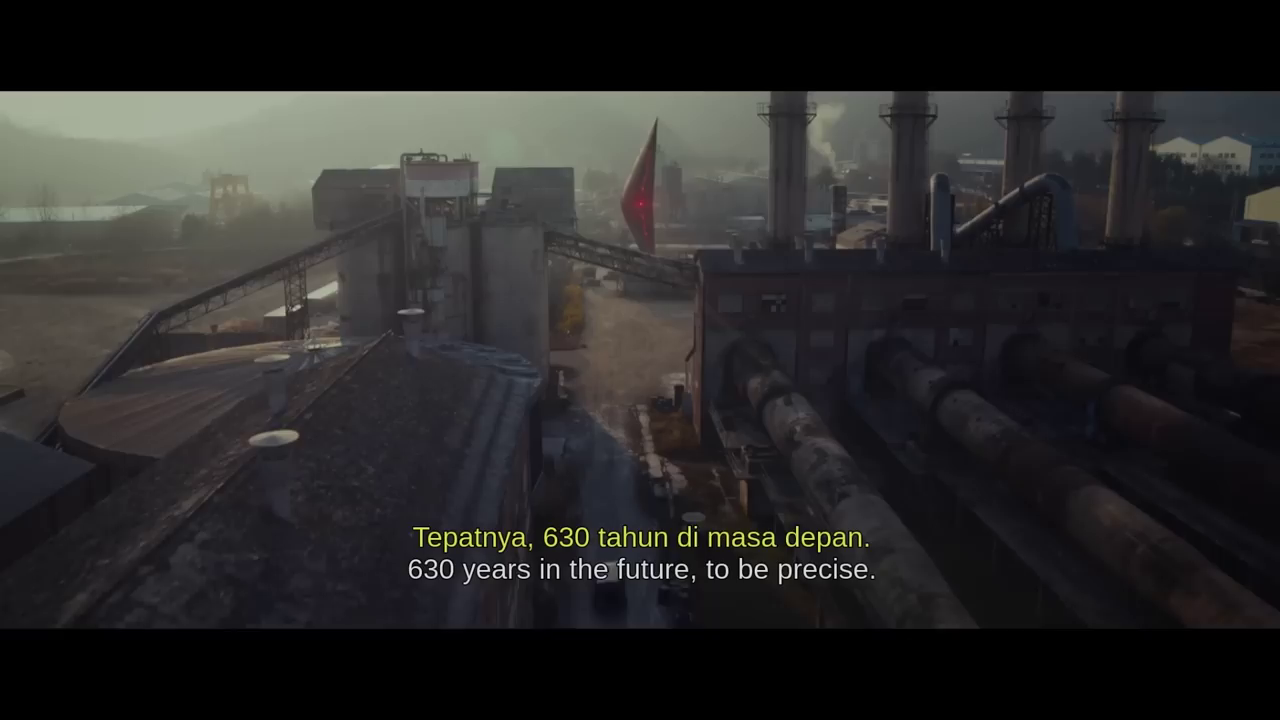 Tepatnya, 630 tahun di masa depan.
630 years in the future, to be precise.